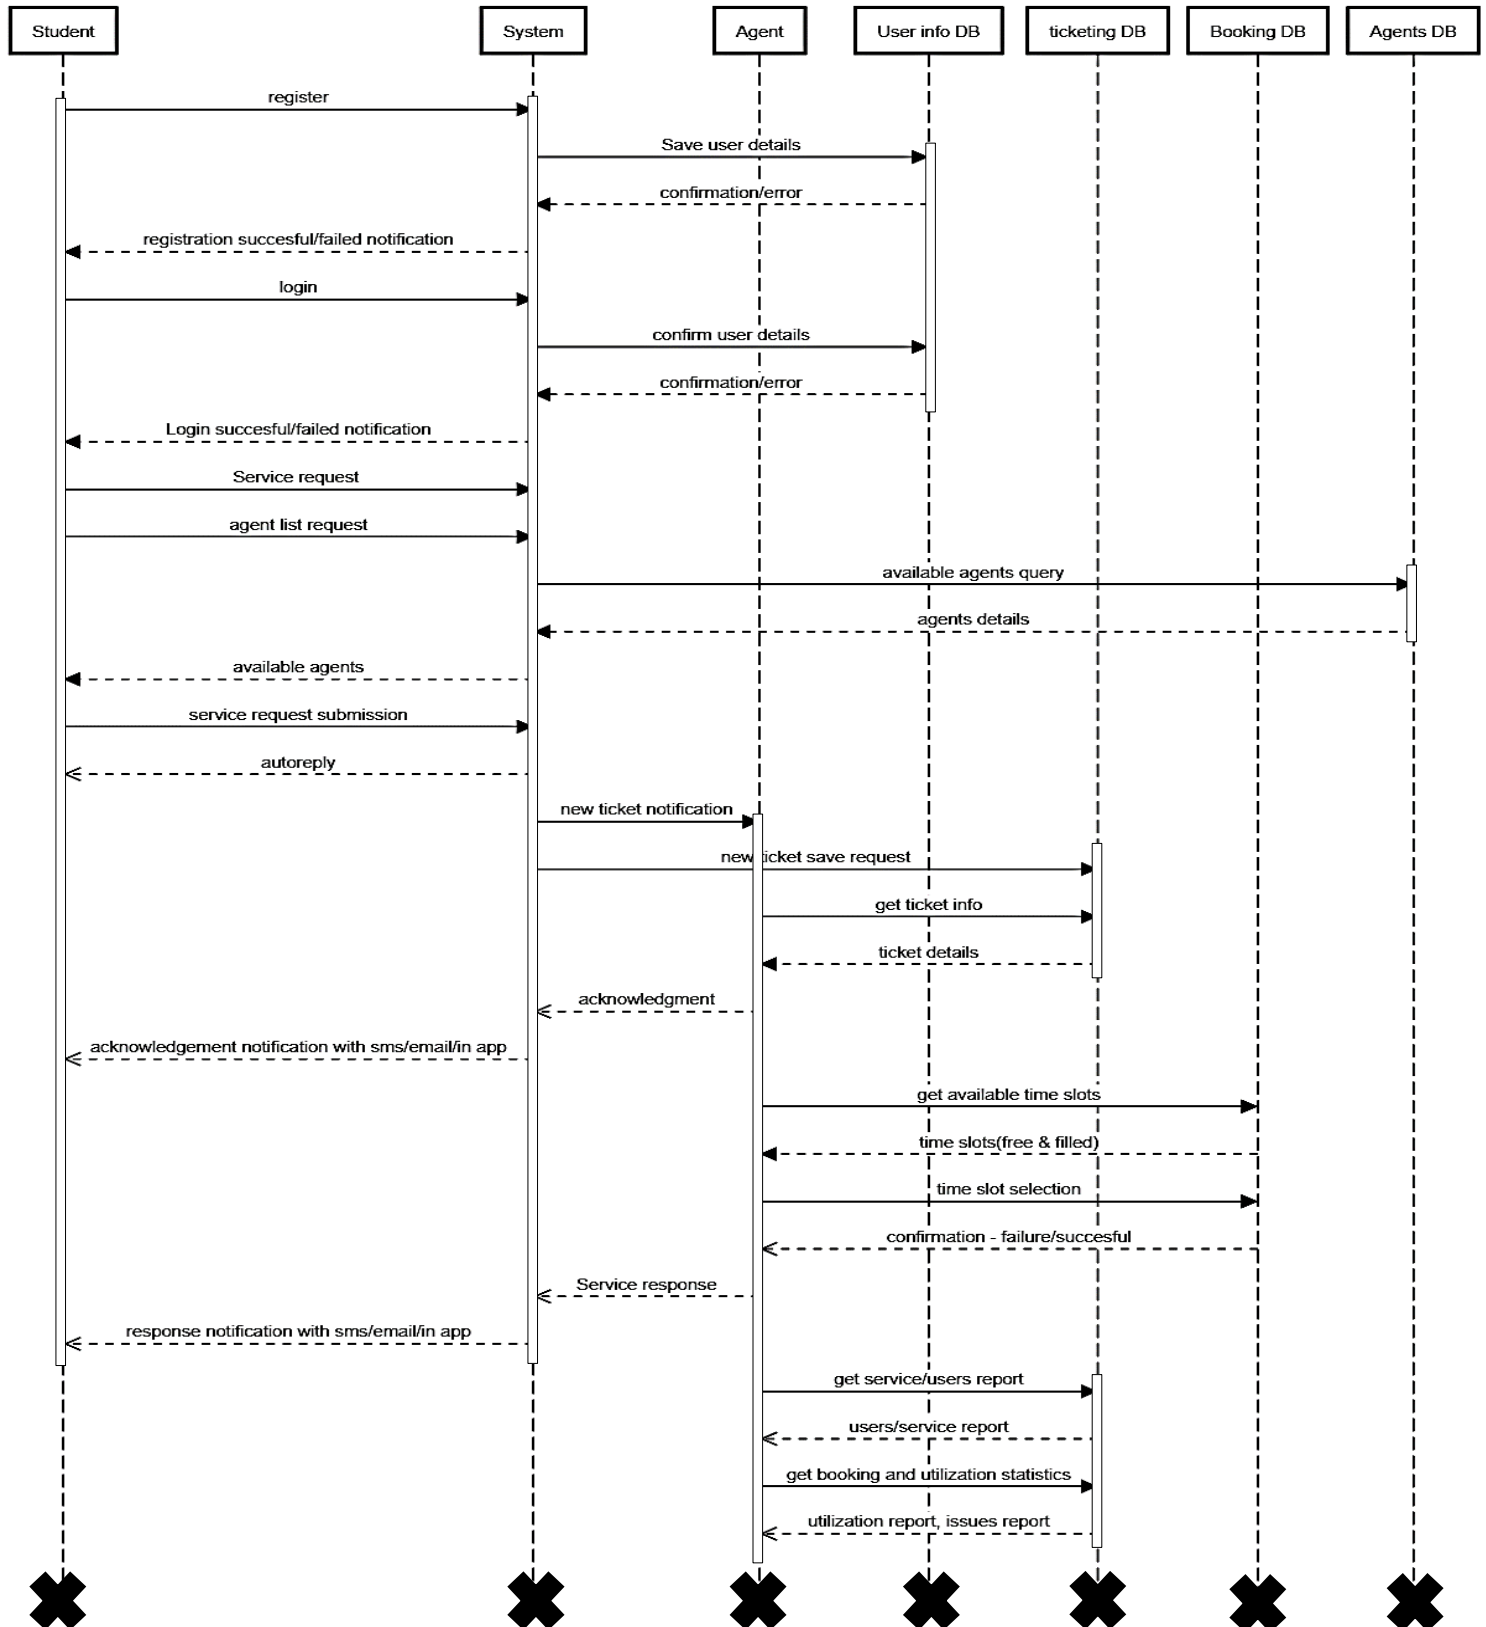 Student
System
Agent
User info DB
ticketing DB
Booking DB
Agents DB
register
Save user details
confirmation/error
registration succesful/failed notification
login
confirm user details
confirmation/error
Login succesful/failed notification
Service request
agent list request
available agents query
agents details
available agents
service request submission
autoreply
new ticket notification
new ticket save request
get ticket info
ticket details
acknowledgment
acknowledgement notification with sms/email/in app
get available time slots
time slots(free & filled)
time slot selection
confirmation - failure/succesful
Service response
response notification with sms/email/in app
get service/users report
users/service report
get booking and utilization statistics
utilization report, issues report